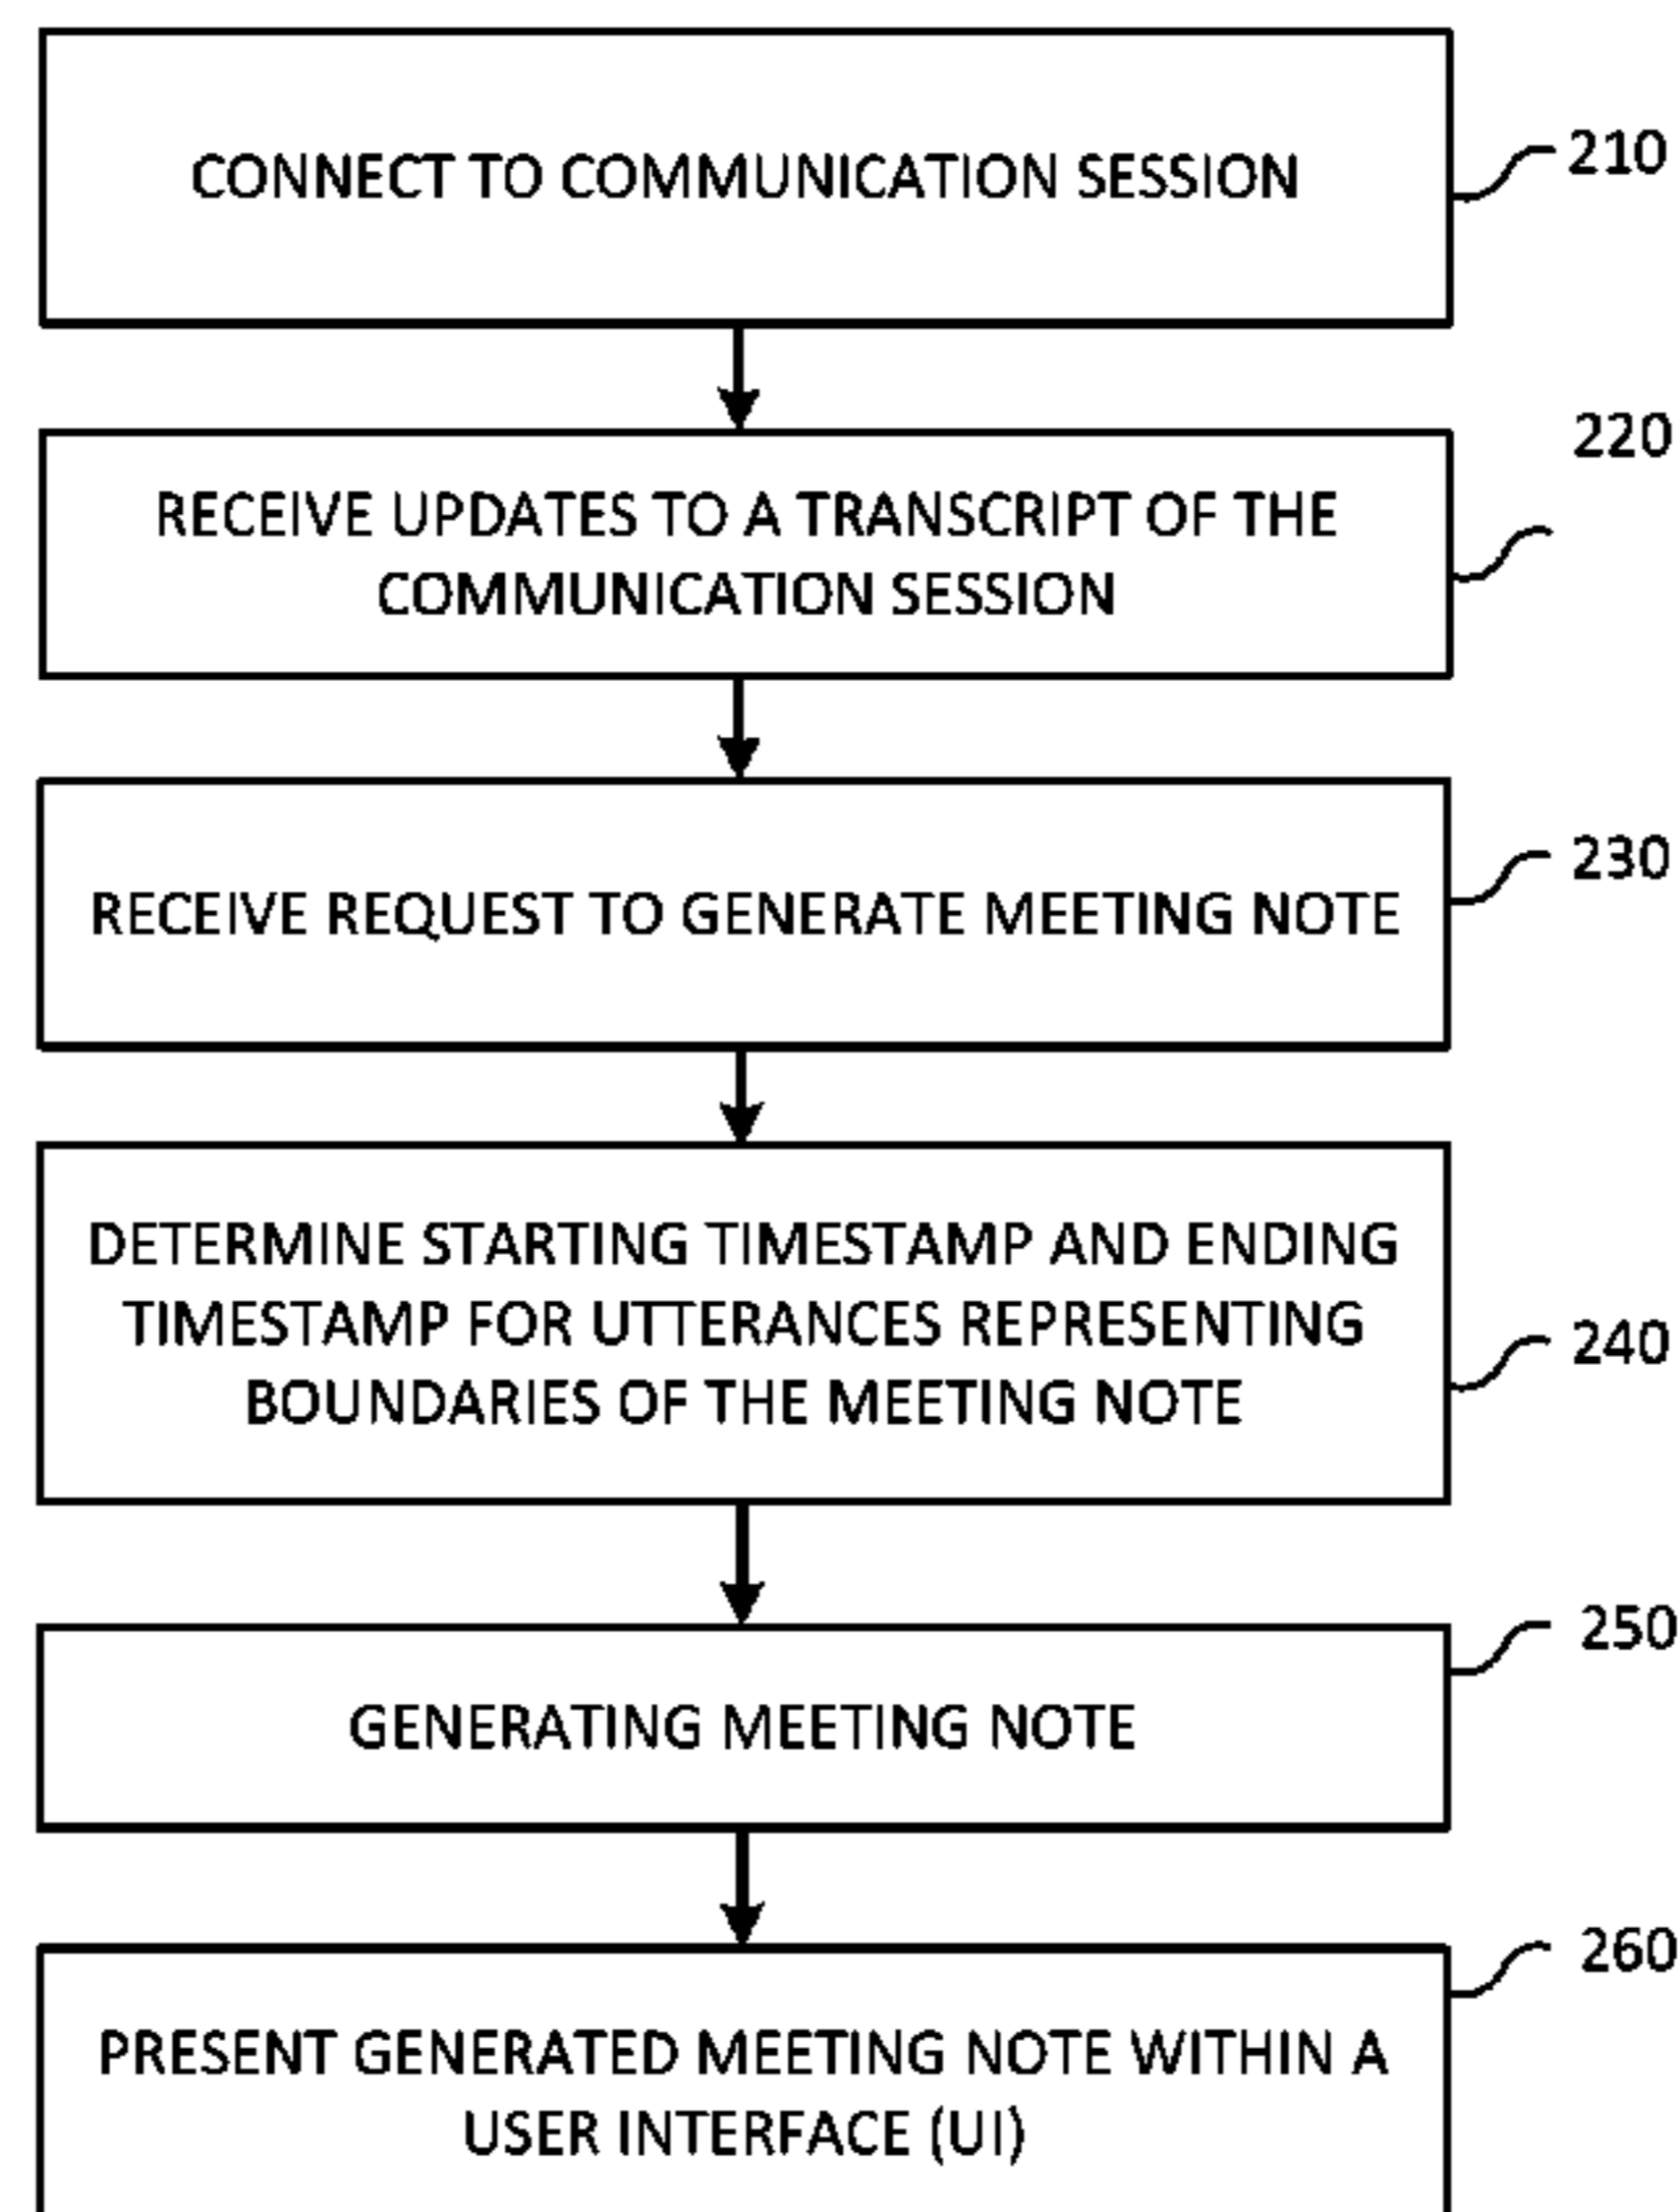 CONNECT TO COMMUNICATION SESSION
210
220
RECEIVE UPDATES TO A TRANSCRIPT OF THE
COMMUNICATION SESSION
230
RECEIVE REQUEST TO GENERATE MEETING NOTE
DETERMINE STARTING TIMESTAMP AND ENDING
TIMESTAMP FOR UTTERANCES REPRESENTING
BOUNDARIES OF THE MEETING NOTE
240
250
GENERATING MEETING NOTE
260
PRESENT GENERATED MEETING NOTE WITHIN A
USER INTERFACE (UI)